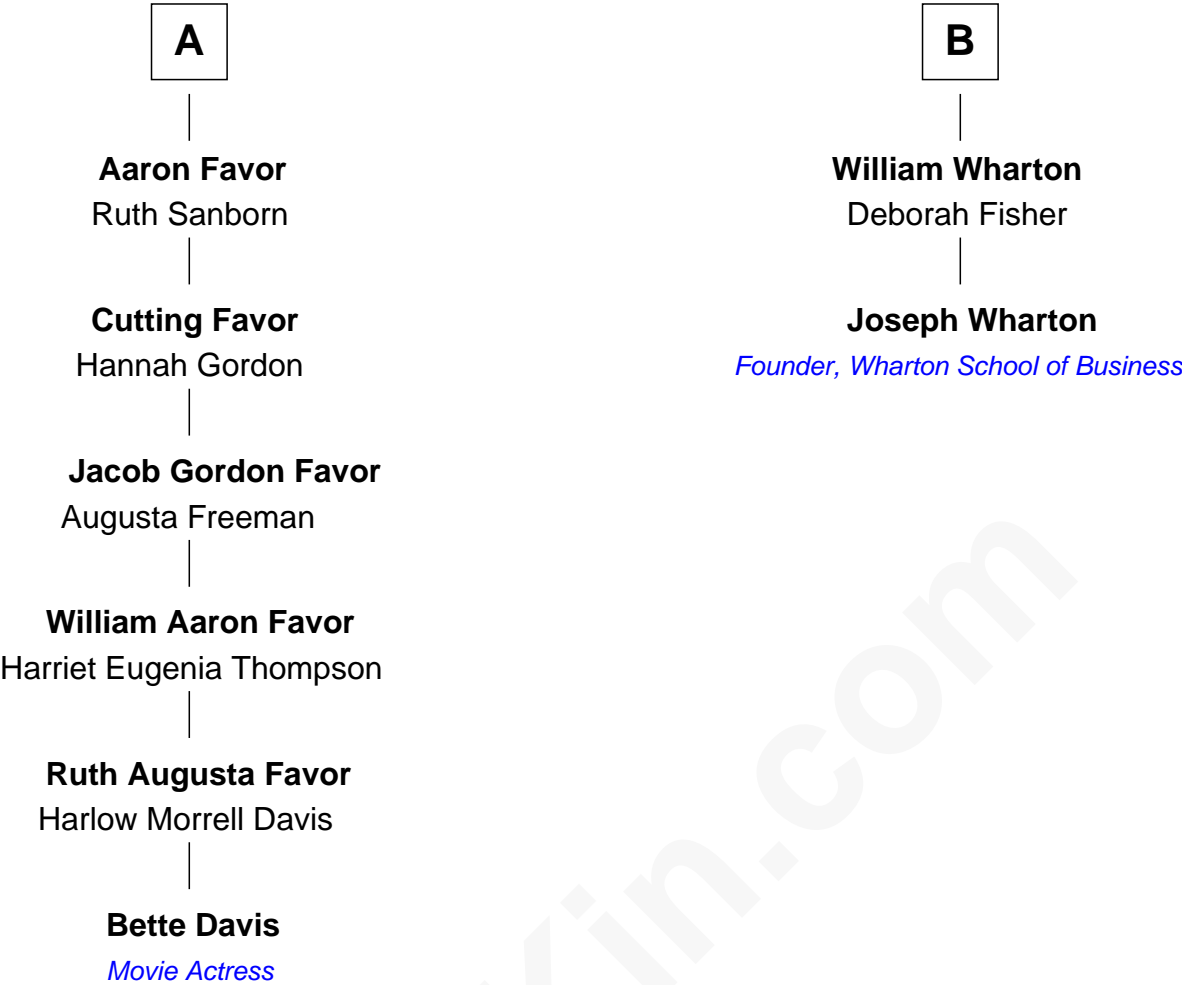 A
Aaron Favor
Ruth Sanborn
Cutting Favor
Hannah Gordon
Jacob Gordon Favor
Augusta Freeman
William Aaron Favor
Harriet Eugenia Thompson
Ruth Augusta Favor
Harlow Morrell Davis
Bette Davis
Movie Actress
B
William Wharton
Deborah Fisher
Joseph Wharton
Founder, Wharton School of Business
kin.com